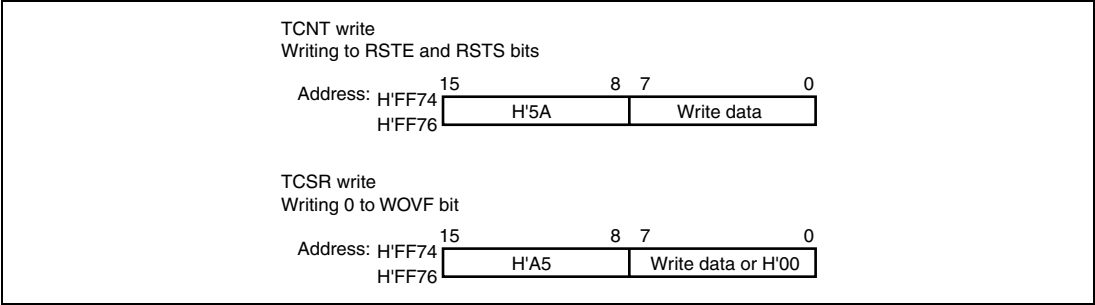 TCNT write
Writing to RSTE and RSTS bits
15 8 7 0
Address: H'FF74
H'5A Write data
H'FF76
TCSR write
Writing 0 to WOVF bit
15 8 7 0
Address: H'FF74
H'A5 Write data or H'00
H'FF76